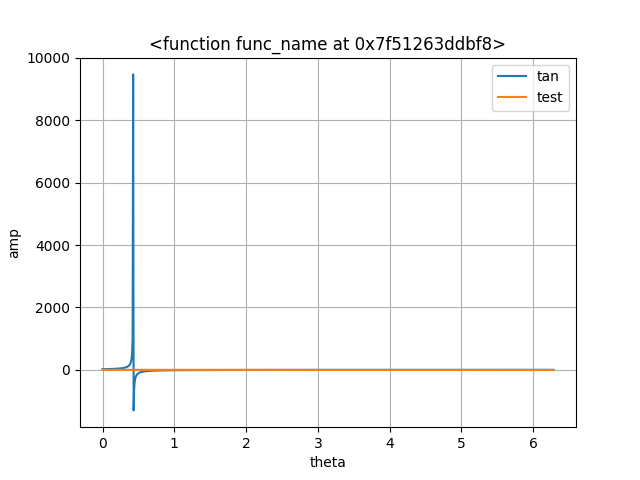 <function func_name at 0x7f51263ddbf8>
10000
8000
6000
4000
2000
0
amp
tan
test
0 1 2 3 4 5 6
theta